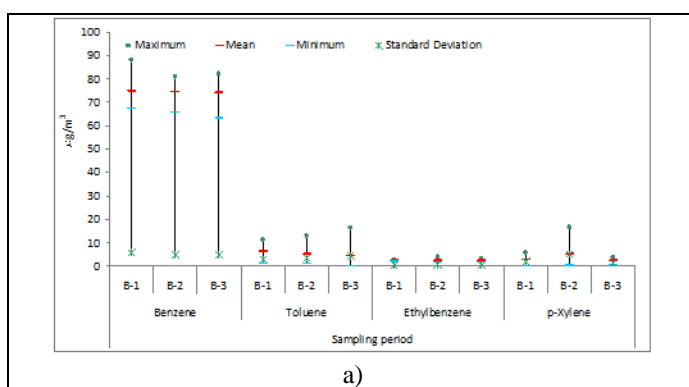 100
Maximum Mean Minimum Standard Deviation
90
80
70
60
50
40
30
20
10
0
µg/m³
B-1 B-2 B-3 B-1 B-2 B-3 B-1 B-2 B-3 B-1 B-2 B-3
Benzene Toluene Ethylbenzene p-Xylene
Sampling period
a)